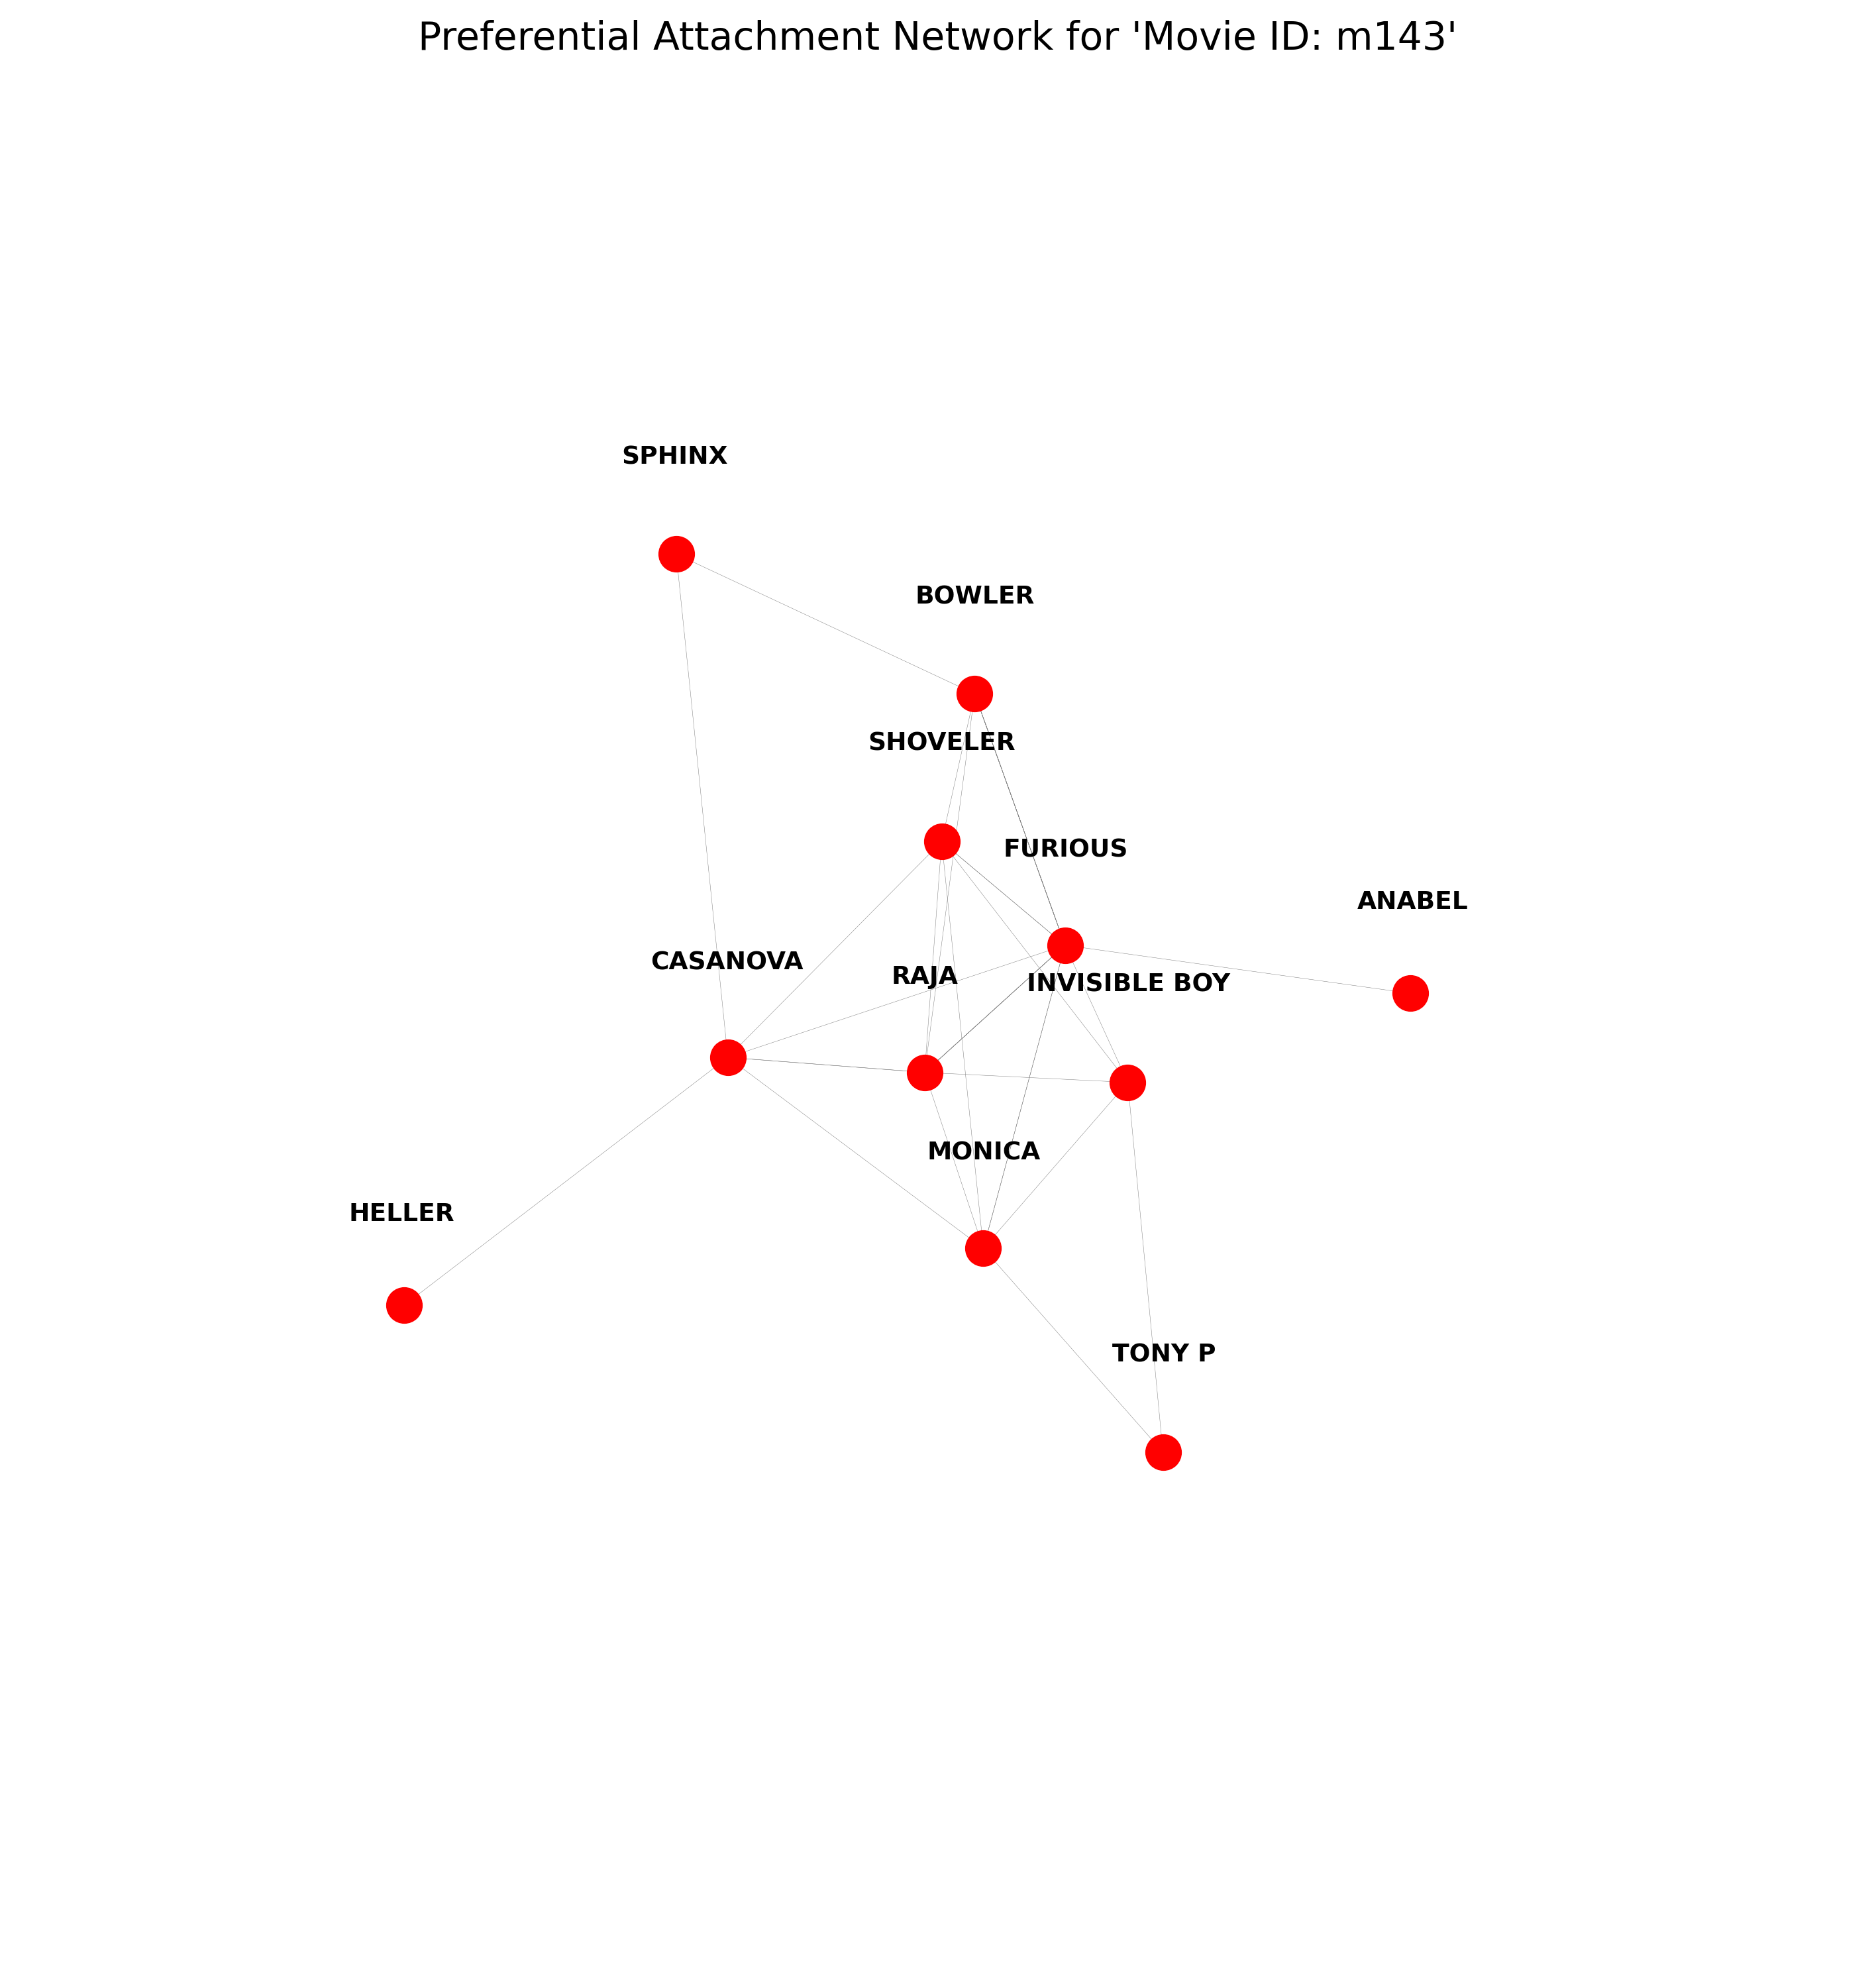 Preferential Attachment Network for 'Movie ID: m143'
SPHINX
BOWLER
SHOVELER
FURIOUS
ANABEL
CASANOVA
RAJA
INVISIBLE BOY
MONICA
HELLER
TONY P